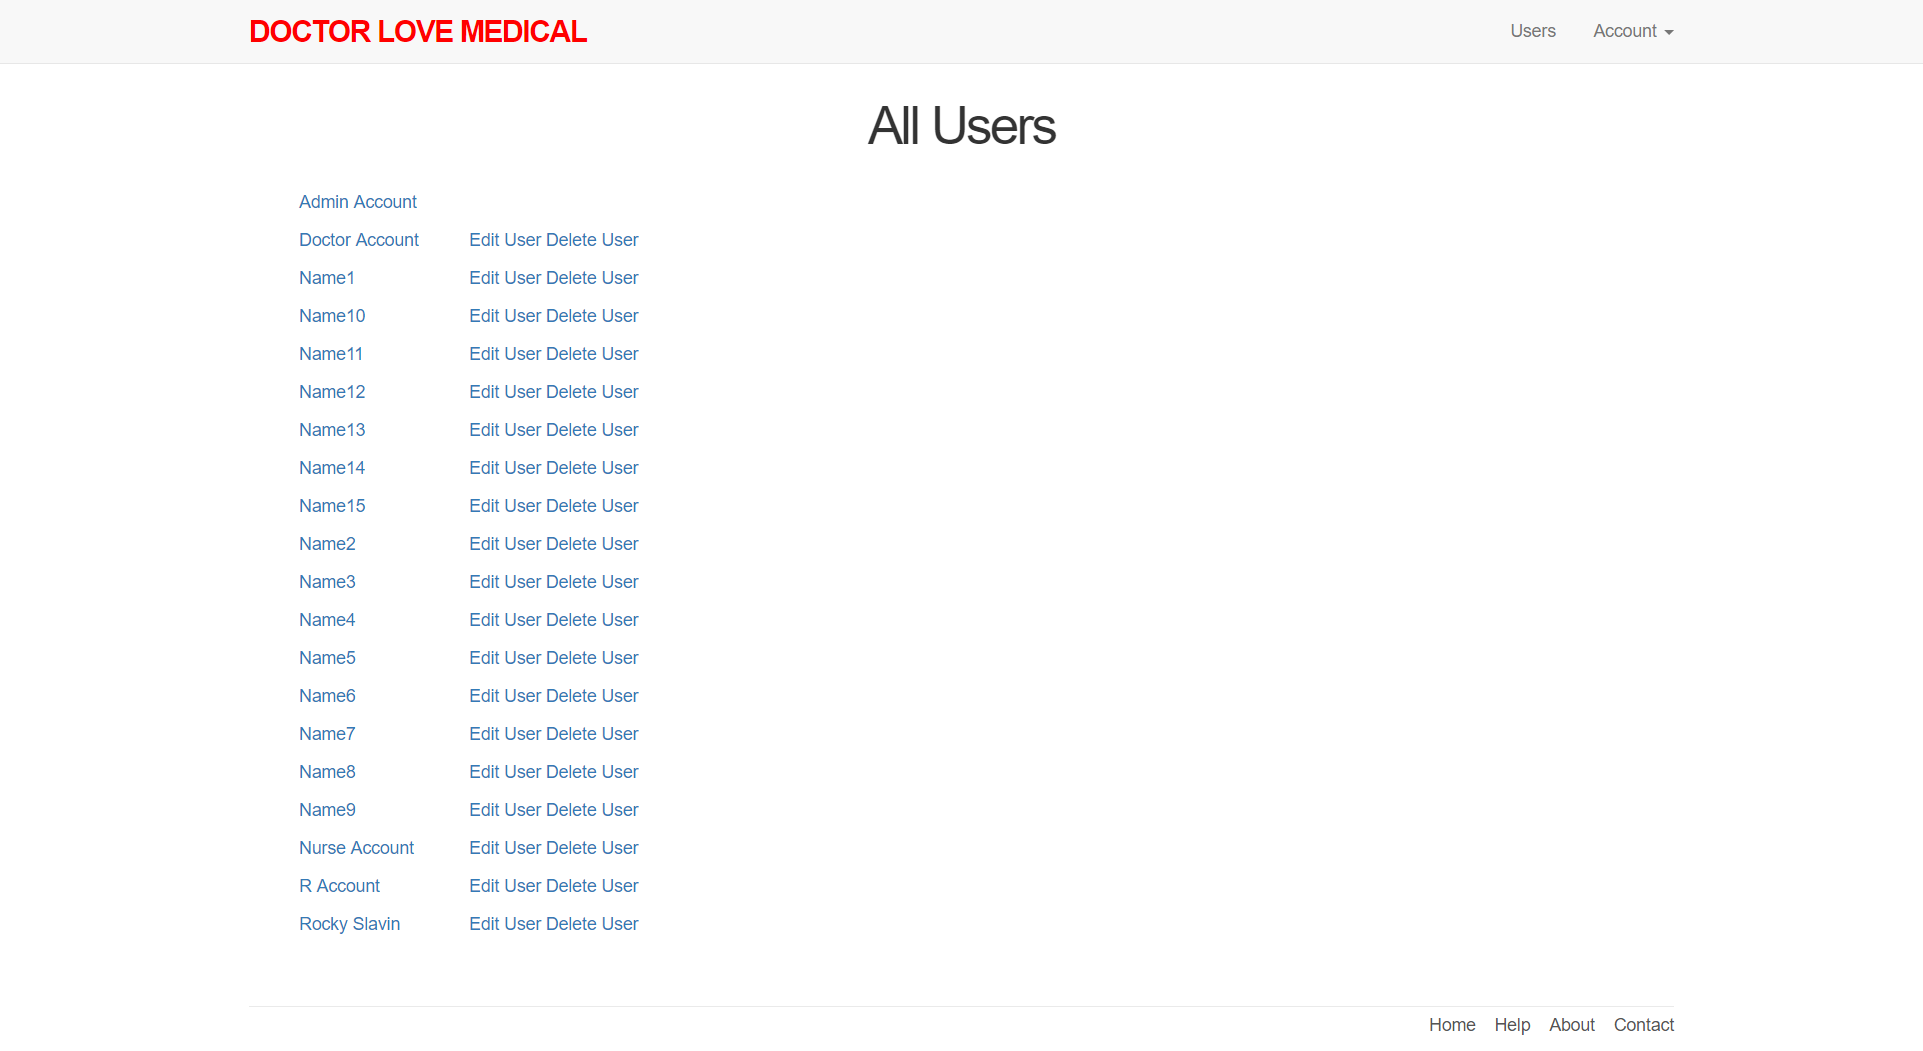 DOCTOR LOVE MEDICAL Users Account
All Users
Admin Account
Doctor Account Edit User Delete User
Name1 Edit User Delete User
Name10 Edit User Delete User
Name11 Edit User Delete User
Name12 Edit User Delete User
Name13 Edit User Delete User
Name14 Edit User Delete User
Name15 Edit User Delete User
Name2 Edit User Delete User
Name3 Edit User Delete User
Name4 Edit User Delete User
Name5 Edit User Delete User
Name6 Edit User Delete User
Name7 Edit User Delete User
Name8 Edit User Delete User
Name9 Edit User Delete User
Nurse Account Edit User Delete User
R Account Edit User Delete User
Rocky Slavin Edit User Delete User
Home Help About Contact